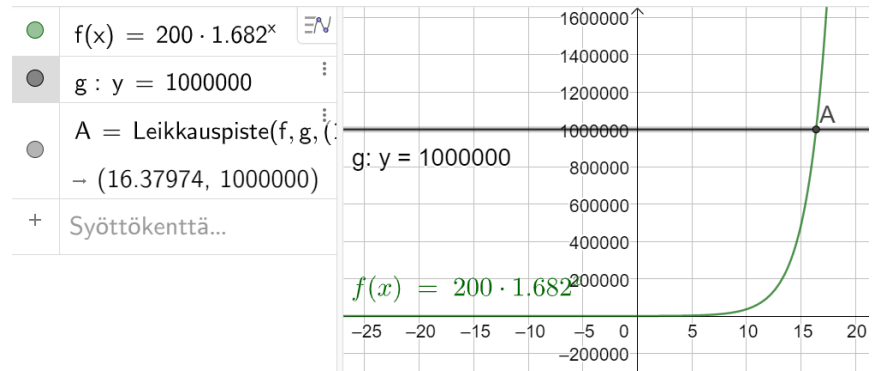 f(x) = 200 · 1.682ˣ
g : y = 1000000
A = Leikkauspiste(f, g, (
→ (16.37974, 1000000)
+ Syöttökenttä...
1600000
1400000
1200000
1000000
800000
600000
400000
200000
−200000
A
g: y = 1000000
f(x) = 200 · 1.682ˣ
−25 −20 −15 −10 −5 0 5 10 15 20